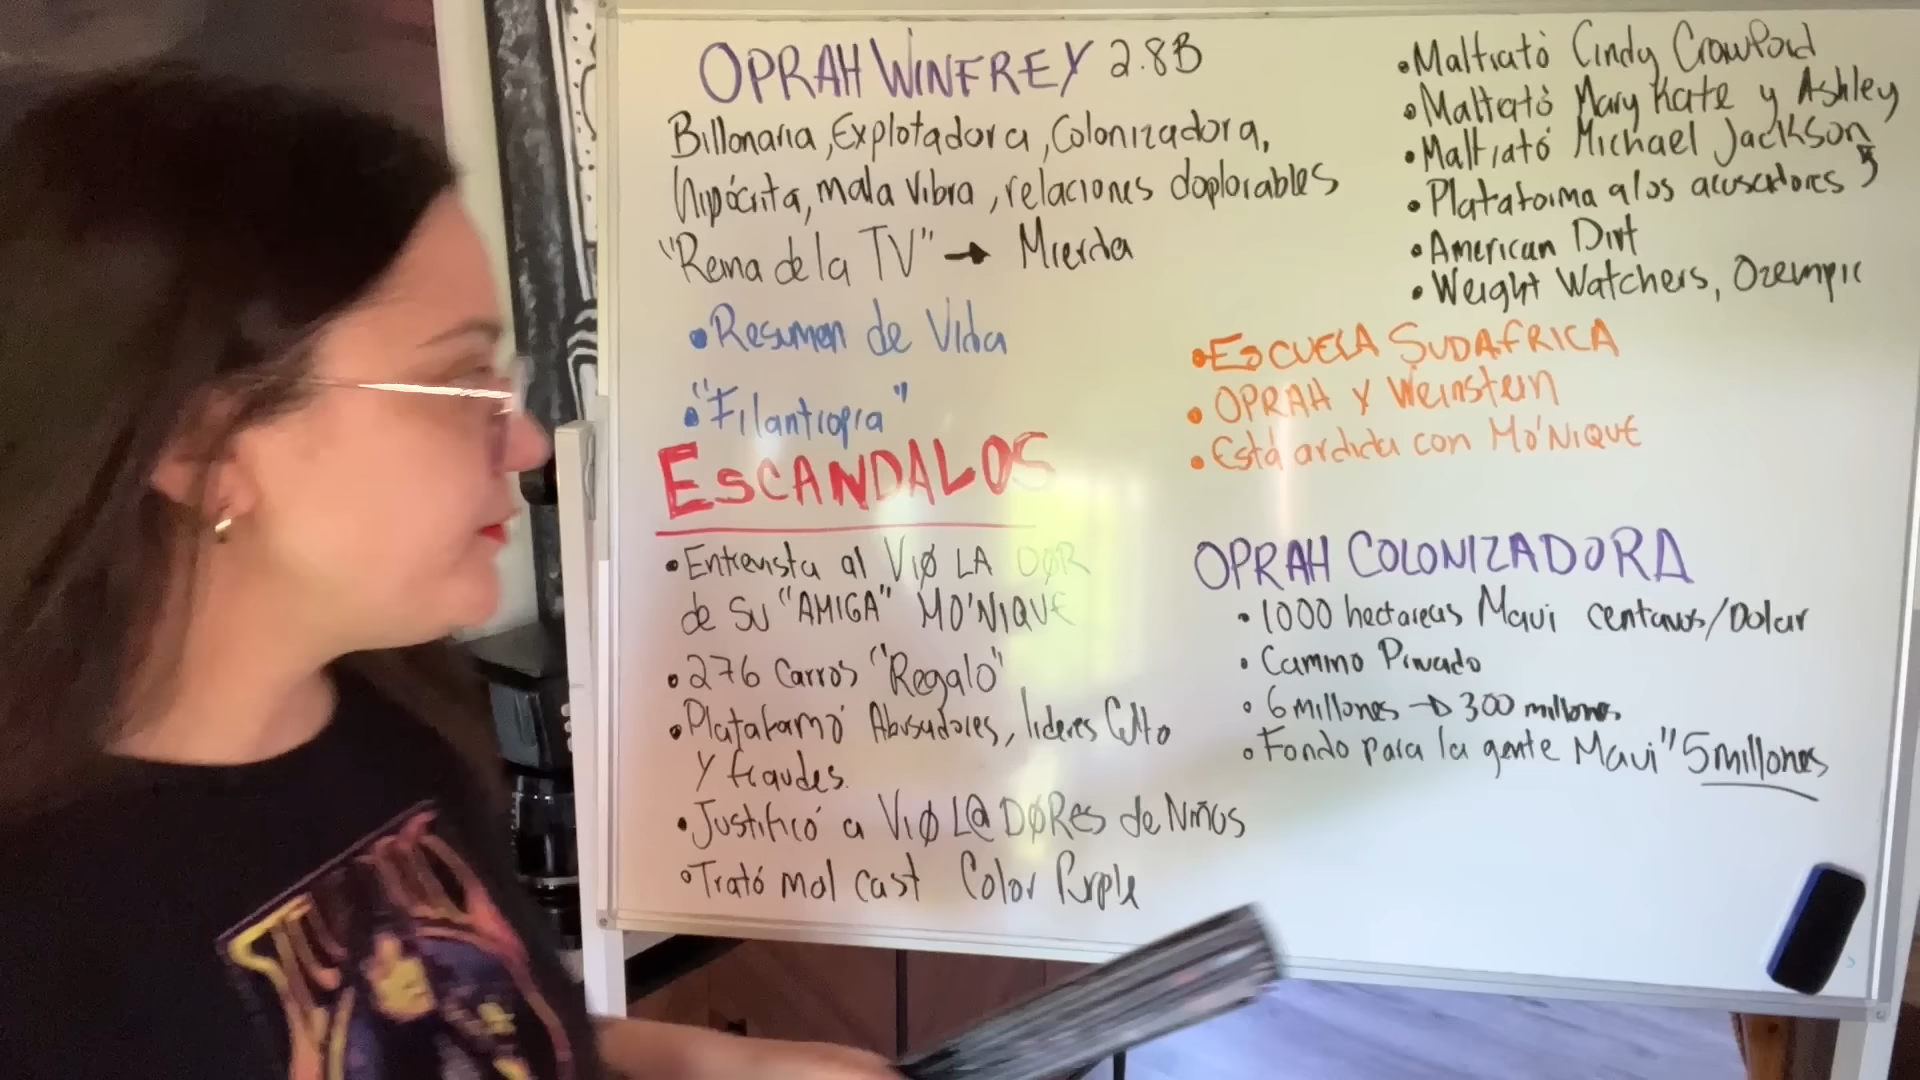 OPRAH WINFREY 2.8B
Billonaria, Explotadora, Colonizadora,
hipócrita, mala vibra, relaciones doplorables
"Reina de la TV" → Mierda
• Resumen de Vida
• "Filantropia"
ESCANDALOS
• Entrevista al VIØ LA DØR
de su "AMIGA" MO'NIQUE
• 276 Carros "Regalo"
• Plataformó Abusadores, lideres Culto
y fraudes.
• Justificó a VIØ L@ DØRes de Niños
• Trató mal cast Color Purple
• Maltrató Cindy Crawford
• Maltrató Mary Kate y Ashley
• Maltrató Michael Jackson
• Plataforma a los acusadores
• American Dirt
• Weight Watchers, Ozempic
• ESCUELA SUDAFRICA
• OPRAH Y Weinstein
• Está ardida con MO'NIQUE
OPRAH COLONIZADORA
• 1000 hectareas Maui centavos/Dolar
• Camino Privado
• 6 millones → 300 millones
• Fondo para la gente Maui" 5 millones